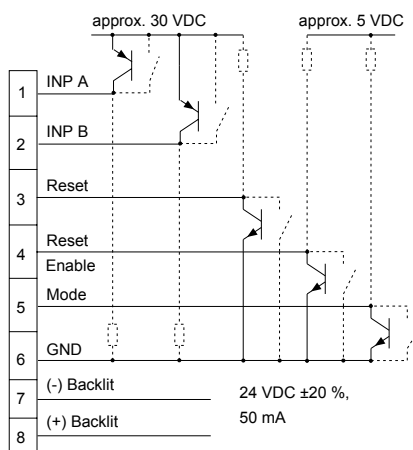 approx. 30 VDC approx. 5 VDC
1 INP A
2 INP B
3 Reset
4 Reset
Enable
5 Mode
6 GND
7 (-) Backlit
8 (+) Backlit
24 VDC ±20 %,
50 mA